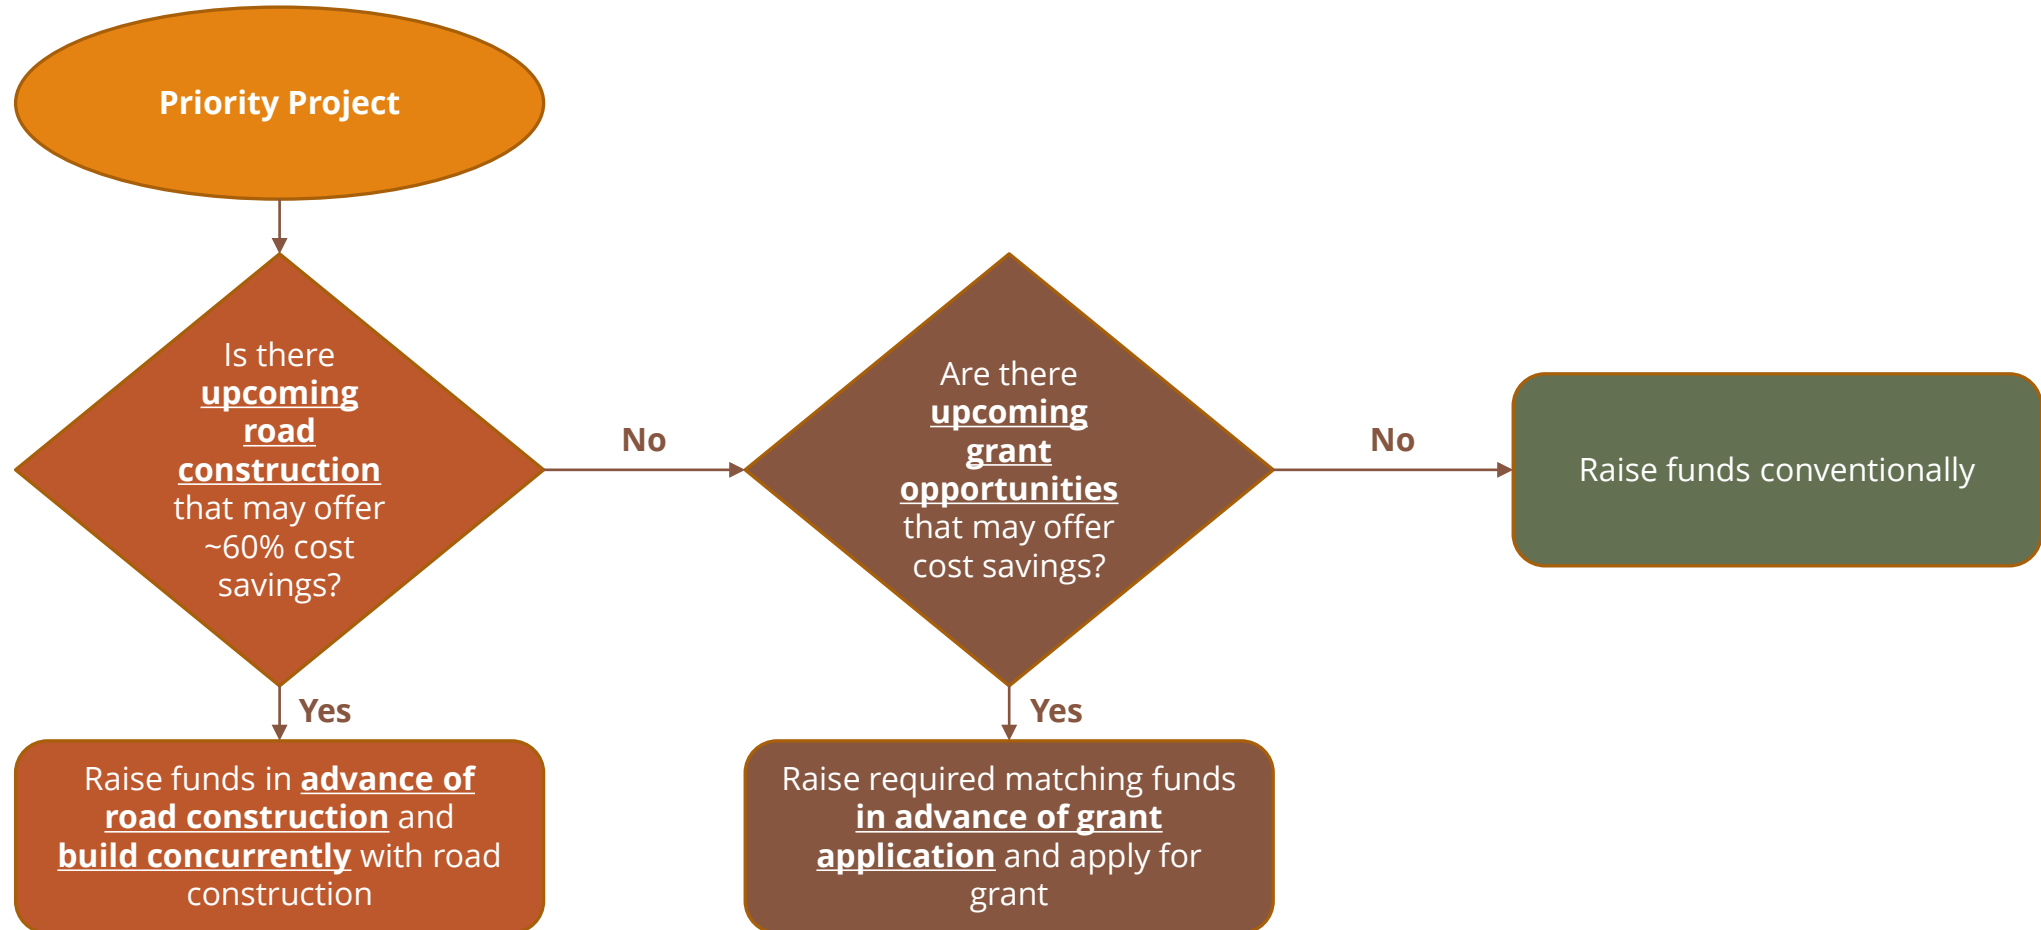 Priority Project
Is there
upcoming
road
construction
that may offer
~60% cost
savings?
No
Are there
upcoming
grant
opportunities
that may offer
cost savings?
No
Raise funds conventionally
Yes
Raise funds in advance of
road construction and
build concurrently with road
construction
Yes
Raise required matching funds
in advance of grant
application and apply for
grant